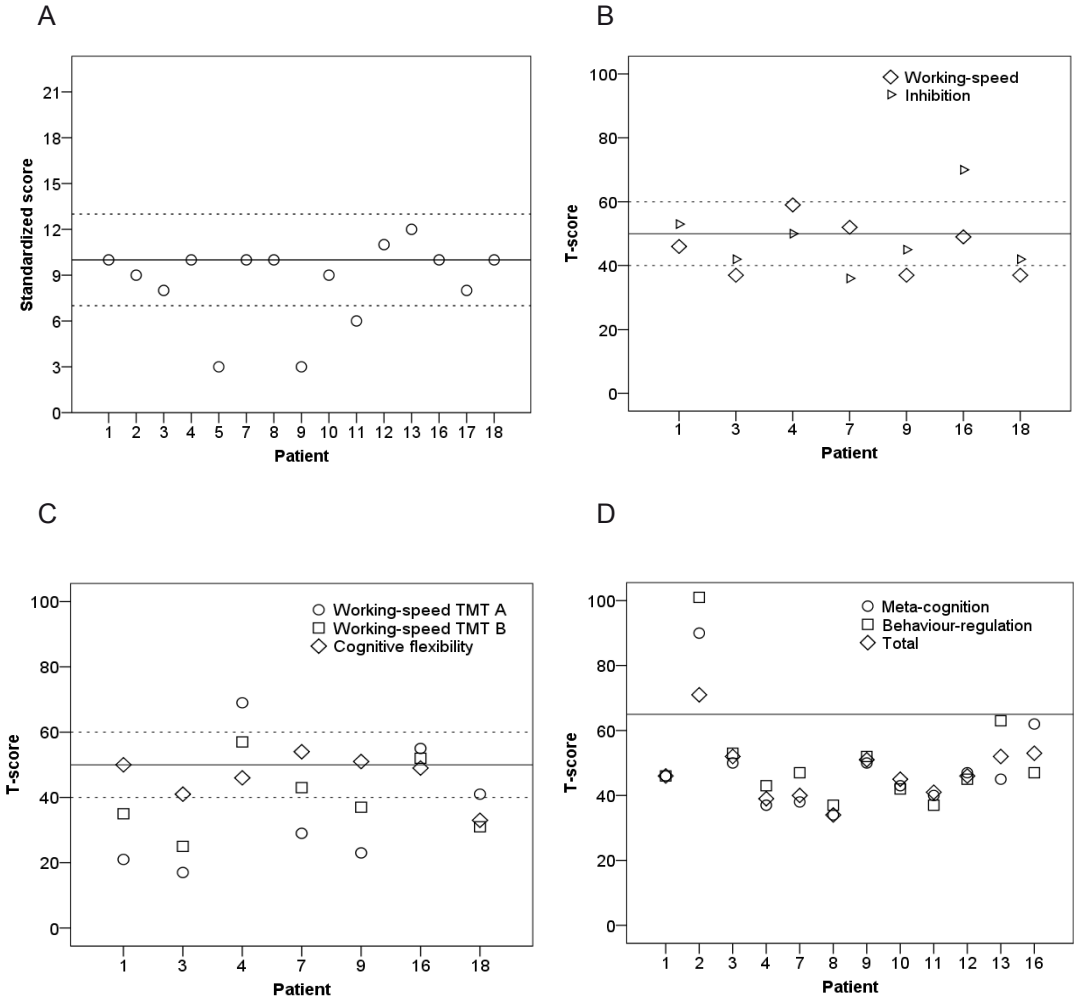 A
Standardized score
21
18
15
12
9
6
3
0
1 2 3 4 5 7 8 9 10 11 12 13 16 17 18
Patient
B
Working-speed
Inhibition
T-score
100
80
60
40
20
0
1 3 4 7 9 16 18
Patient
C
Working-speed TMT A
Working-speed TMT B
Cognitive flexibility
T-score
100
80
60
40
20
0
1 3 4 7 9 16 18
Patient
D
Meta-cognition
Behaviour-regulation
Total
T-score
100
80
60
40
20
0
1 2 3 4 7 8 9 10 11 12 13 16
Patient